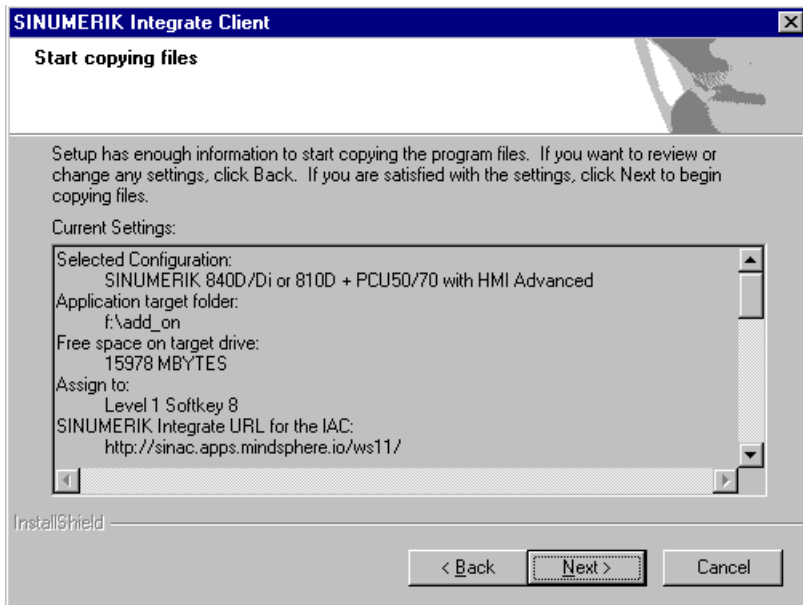 SINUMERIK Integrate Client
Start copying files
Setup has enough information to start copying the program files.  If you want to review or
change any settings, click Back.  If you are satisfied with the settings, click Next to begin
copying files.
Current Settings:
Selected Configuration:
SINUMERIK 840D/Di or 810D + PCU50/70 with HMI Advanced
Application target folder:
f:\add_on
Free space on target drive:
15978 MBYTES
Assign to:
Level 1 Softkey 8
SINUMERIK Integrate URL for the IAC:
http://sinac.apps.mindsphere.io/ws11/
InstallShield
< Back
Next >
Cancel